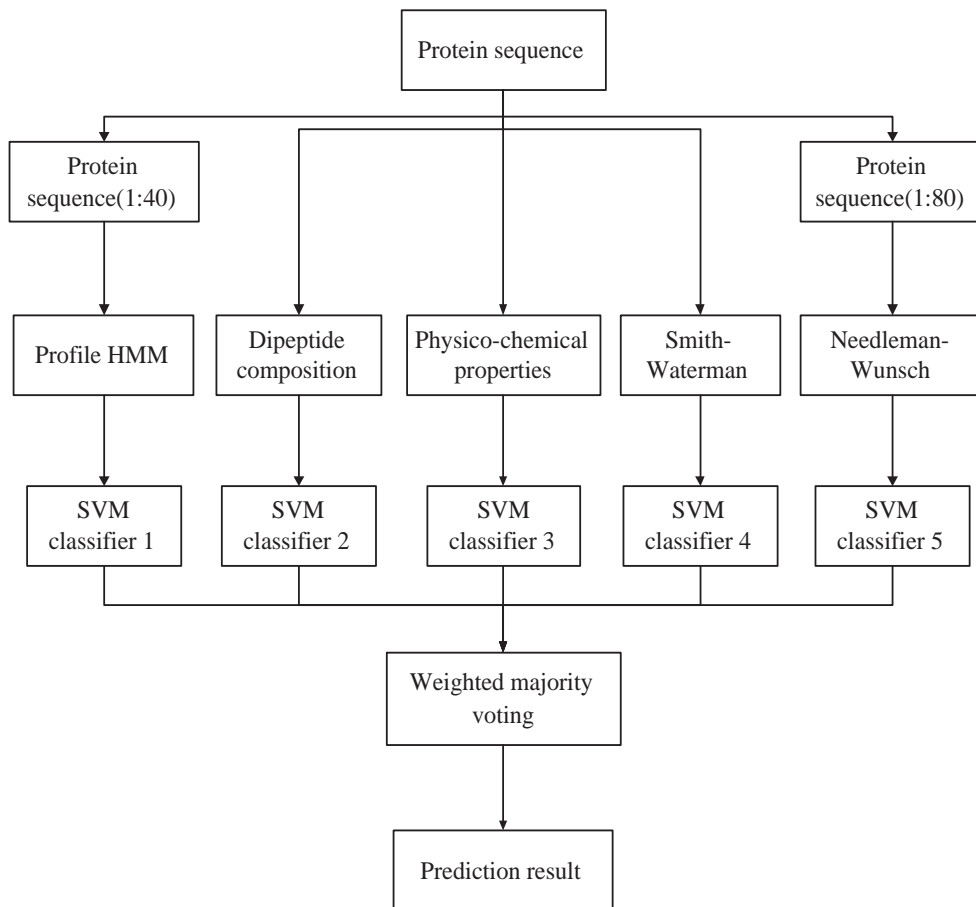 Protein sequence
Protein
sequence(1:40)
Protein
sequence(1:80)
Profile HMM
Dipeptide
composition
Physico-chemical
properties
Smith-
Waterman
Needleman-
Wunsch
SVM
classifier 1
SVM
classifier 2
SVM
classifier 3
SVM
classifier 4
SVM
classifier 5
Weighted majority
voting
Prediction result